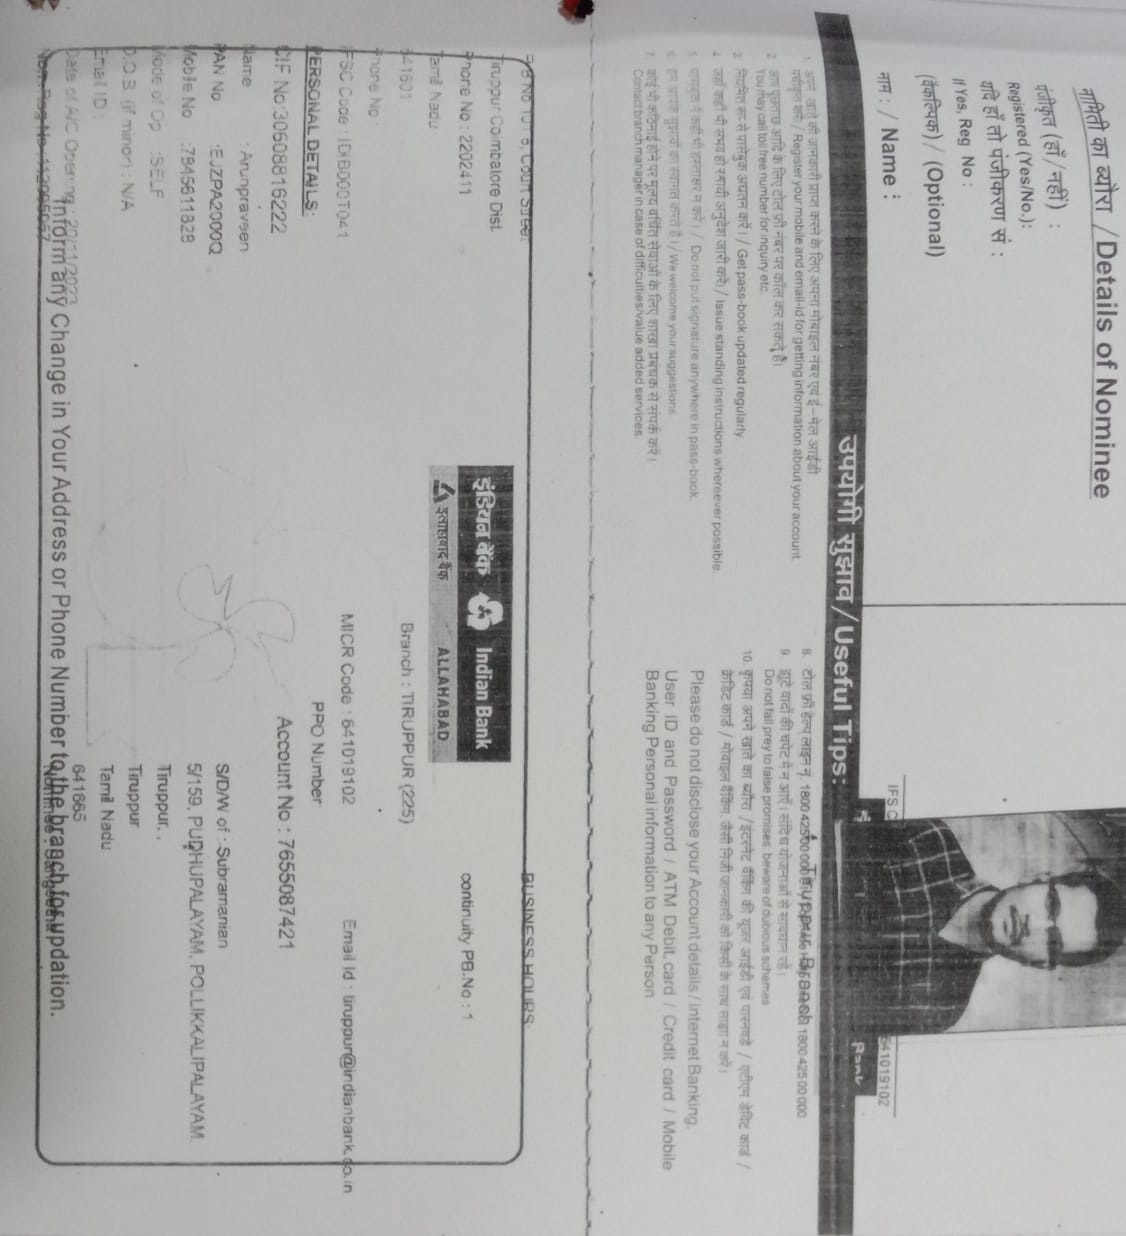 नामिती का ब्यौरा / Details of Nominee
पंजीकृत (हाँ / नहीं) :
Registered (Yes/No.):
यदि हाँ तो पंजीकरण सं :
If Yes, Reg No :
(वैकल्पिक) / (Optional)
नाम : / Name :
IFS C
641019102
Tiruppur Branch
Bank
उपयोगी सुझाव / Useful Tips:
1. अपने खाते की जानकारी प्राप्त करने के लिए अपना मोबाइल नंबर एवं ई-मेल आईडी
रजिस्टर करें / Register your mobile and email-id for getting information about your account.
2. आप पूछताछ आदि के लिए टोल फ्री नंबर पर कॉल कर सकते हैं।
You may call toll free number for inquiry etc.
3. नियमित रूप से पासबुक अद्यतन करें। / Get pass-book updated regularly.
4. जहाँ कहीं भी संभव हो स्थायी अनुदेश जारी करें। / Issue standing instructions whereever possible.
5. पासबुक में कहीं भी हस्ताक्षर न करें। / Do not put signature anywhere in pass-book.
6. हम आपके सुझावों का स्वागत करते हैं। / We welcome your suggestions.
7. कोई भी कठिनाई होने पर मूल्य वर्धित सेवाओं के लिए शाखा प्रबंधक से संपर्क करें।
Contact branch manager in case of difficulties/value added services.
8. टोल फ्री हेल्प लाइन नं. 1800 425 00 000 1800 425 00 000
9. झूठे वादों की चपेट में न आएँ। संदिग्ध योजनाओं से सावधान रहें।
Do not fall prey to false promises; beware of dubious schemes
10. कृपया अपने खाते का ब्यौरा / इंटरनेट बैंकिंग की यूजर आईडी एवं पासवर्ड / एटीएम डेबिट कार्ड /
क्रेडिट कार्ड / मोबाइल बैंकिंग जैसी निजी जानकारी को किसी के साथ साझा न करें।
Please do not disclose your Account details / Internet Banking,
User ID and Password / ATM Debit, card / Credit card / Mobile
Banking Personal information to any Person
BUSINESS HOURS
Court Street
Tiruppur Coimbatore Dist.
Phone No : 2202411
continuity PB.No : 1
इंडियन बैंक Indian Bank
इलाहाबाद बैंक ALLAHABAD
Tamil Nadu
641601
Branch : TIRUPPUR (225)
Phone No :
IFSC Code : IDIB000T041
MICR Code : 641019102
Email Id : tiruppur@indianbank.co.in
PERSONAL DETAILS:
PPO Number
CIF No:30608816222
Account No : 7655087421
Name : Arunpraveen
PAN No :EJZPA2000Q
S/D/W of : Subramanian
Mobile No :7845611828
5/159, PUDHUPALAYAM, POLLIKKALIPALAYAM.
Mode of Op :SELF
Tiruppur, .
D.O.B. (if minor) : N/A
Tiruppur
Email ID :
Tamil Nadu
Date of A/C Opening : 20/11/2023
641665
Inform any Change in Your Address or Phone Number to the branch for updation.